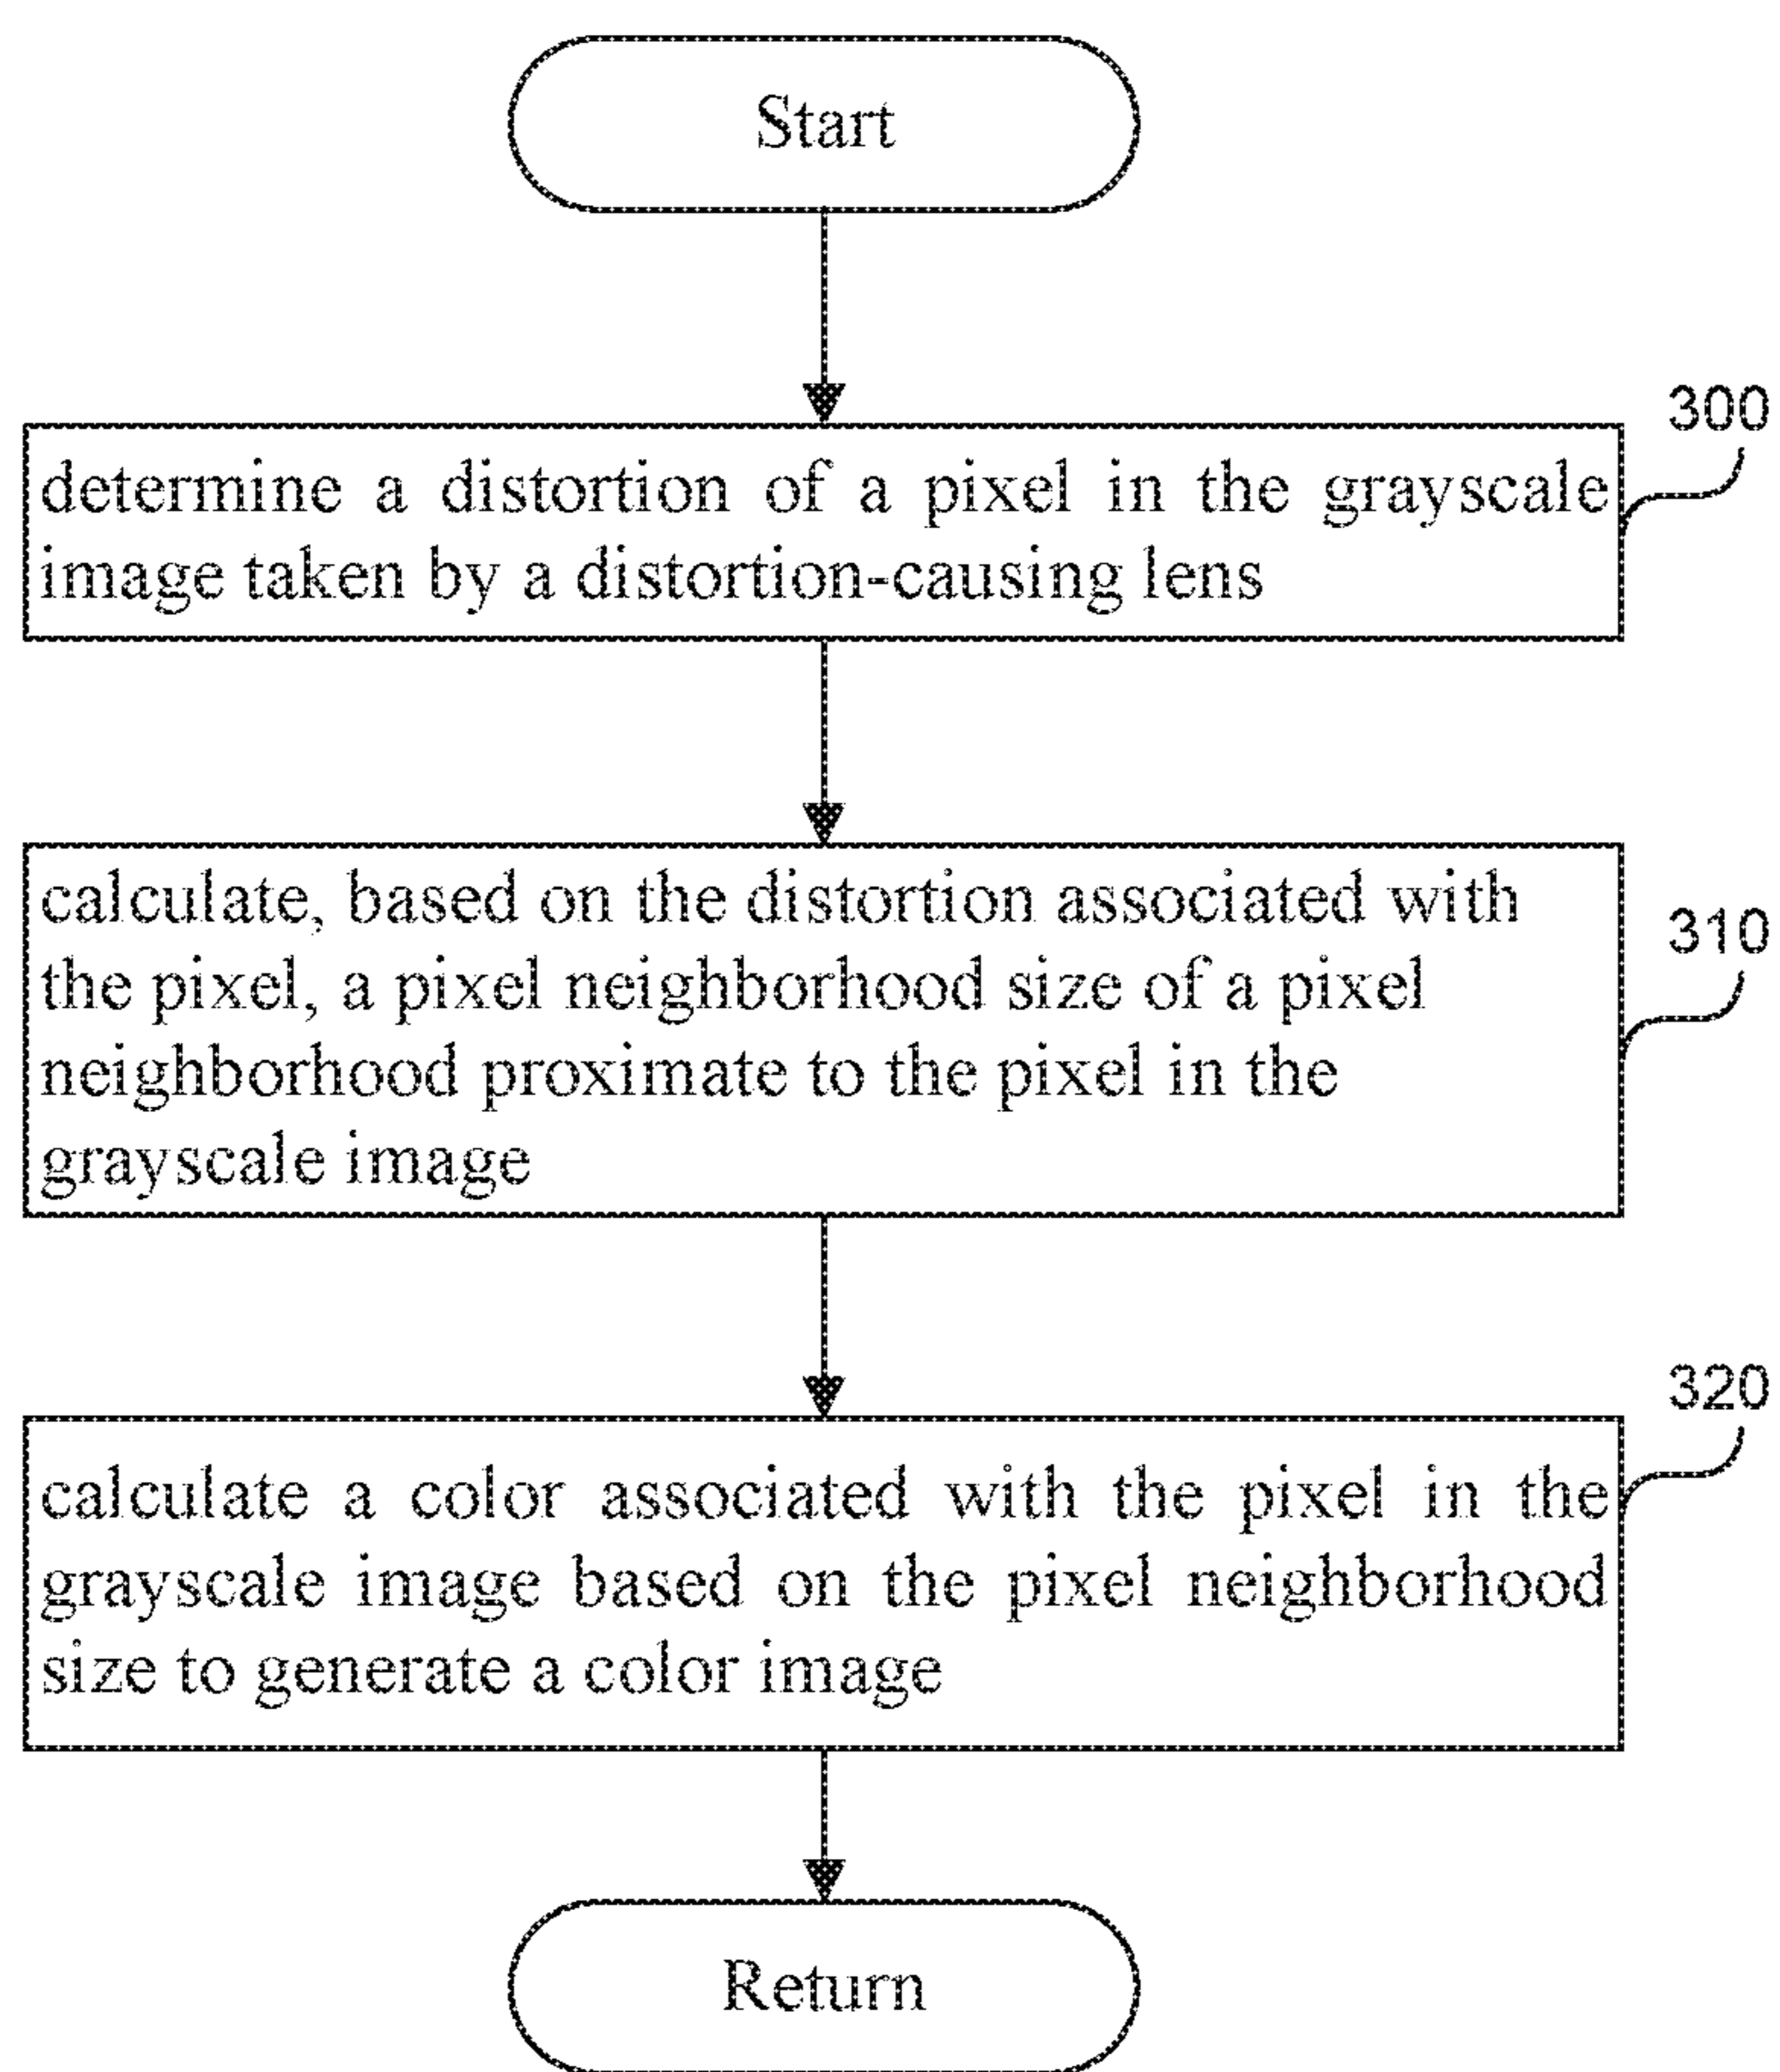 Start
300
determine a distortion of a pixel in the grayscale
image taken by a distortion-causing lens
310
calculate, based on the distortion associated with
the pixel, a pixel neighborhood size of a pixel
neighborhood proximate to the pixel in the
grayscale image
320
calculate a color associated with the pixel in the
grayscale image based on the pixel neighborhood
size to generate a color image
Return